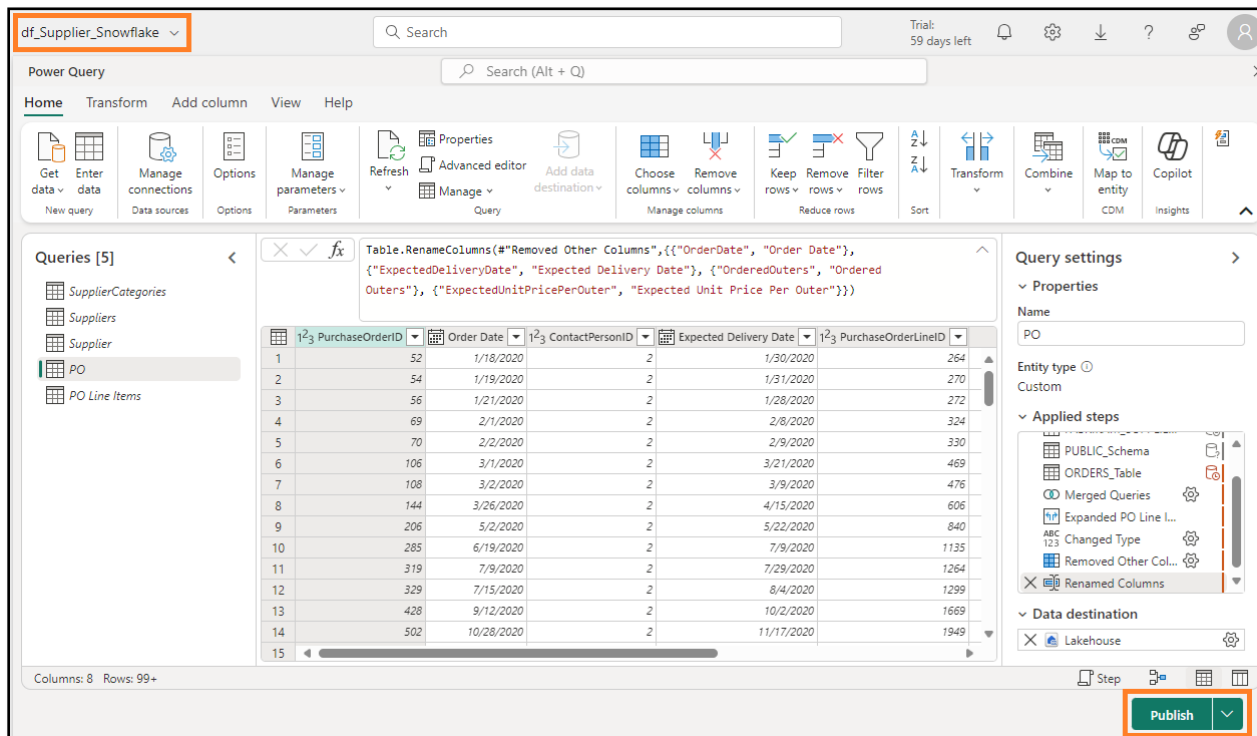 df_Supplier_Snowflake
Search
Trial:
59 days left
Power Query
Search (Alt + Q)
Home Transform Add column View Help
Get data
Enter data
New query
Manage connections
Data sources
Options
Options
Manage parameters
Parameters
Refresh
Properties
Advanced editor
Manage
Add data destination
Query
Choose columns
Remove columns
Manage columns
Keep rows
Remove rows
Filter rows
Reduce rows
Sort
Transform
Combine
CDM
Map to entity
CDM
Copilot
Insights
Queries [5]
SupplierCategories
Suppliers
Supplier
PO
PO Line Items
fx
Table.RenameColumns(#"Removed Other Columns",{{"OrderDate", "Order Date"},
{"ExpectedDeliveryDate", "Expected Delivery Date"}, {"OrderedOuters", "Ordered
Outers"}, {"ExpectedUnitPricePerOuter", "Expected Unit Price Per Outer"}})
123 PurchaseOrderID Order Date 123 ContactPersonID Expected Delivery Date 123 PurchaseOrderLineID
1 52 1/18/2020 2 1/30/2020 264
2 54 1/19/2020 2 1/31/2020 270
3 56 1/21/2020 2 1/28/2020 272
4 69 2/1/2020 2 2/8/2020 324
5 70 2/2/2020 2 2/9/2020 330
6 106 3/1/2020 2 3/21/2020 469
7 108 3/2/2020 2 3/9/2020 476
8 144 3/26/2020 2 4/15/2020 606
9 206 5/2/2020 2 5/22/2020 840
10 285 6/19/2020 2 7/9/2020 1135
11 319 7/9/2020 2 7/29/2020 1264
12 329 7/15/2020 2 8/4/2020 1299
13 428 9/12/2020 2 10/2/2020 1669
14 502 10/28/2020 2 11/17/2020 1949
15
Query settings
Properties
Name
PO
Entity type
Custom
Applied steps
PUBLIC_Schema
ORDERS_Table
Merged Queries
Expanded PO Line I...
ABC 123 Changed Type
Removed Other Col...
Renamed Columns
Data destination
Lakehouse
Columns: 8 Rows: 99+
Step
Publish